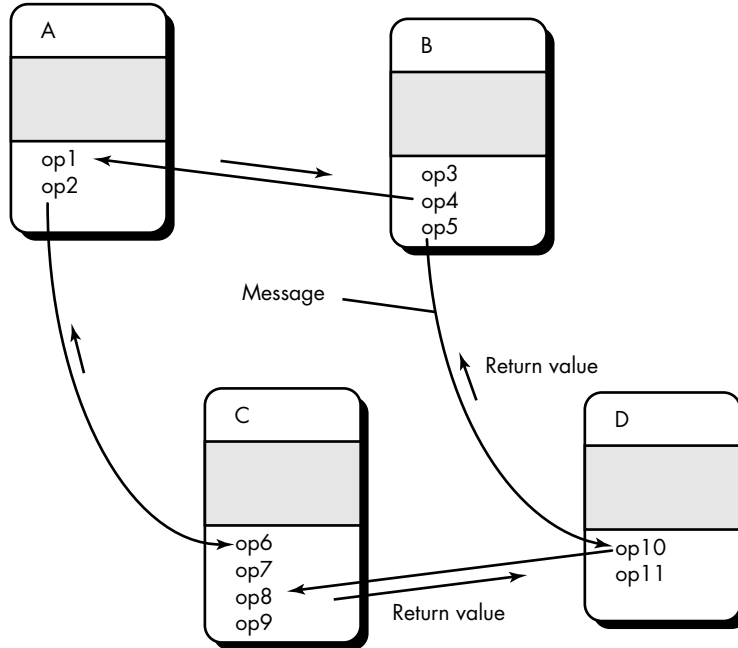 A
B
op1
op2
op3
op4
op5
Message
Return value
C
D
op6
op7
op8
op9
op10
op11
Return value